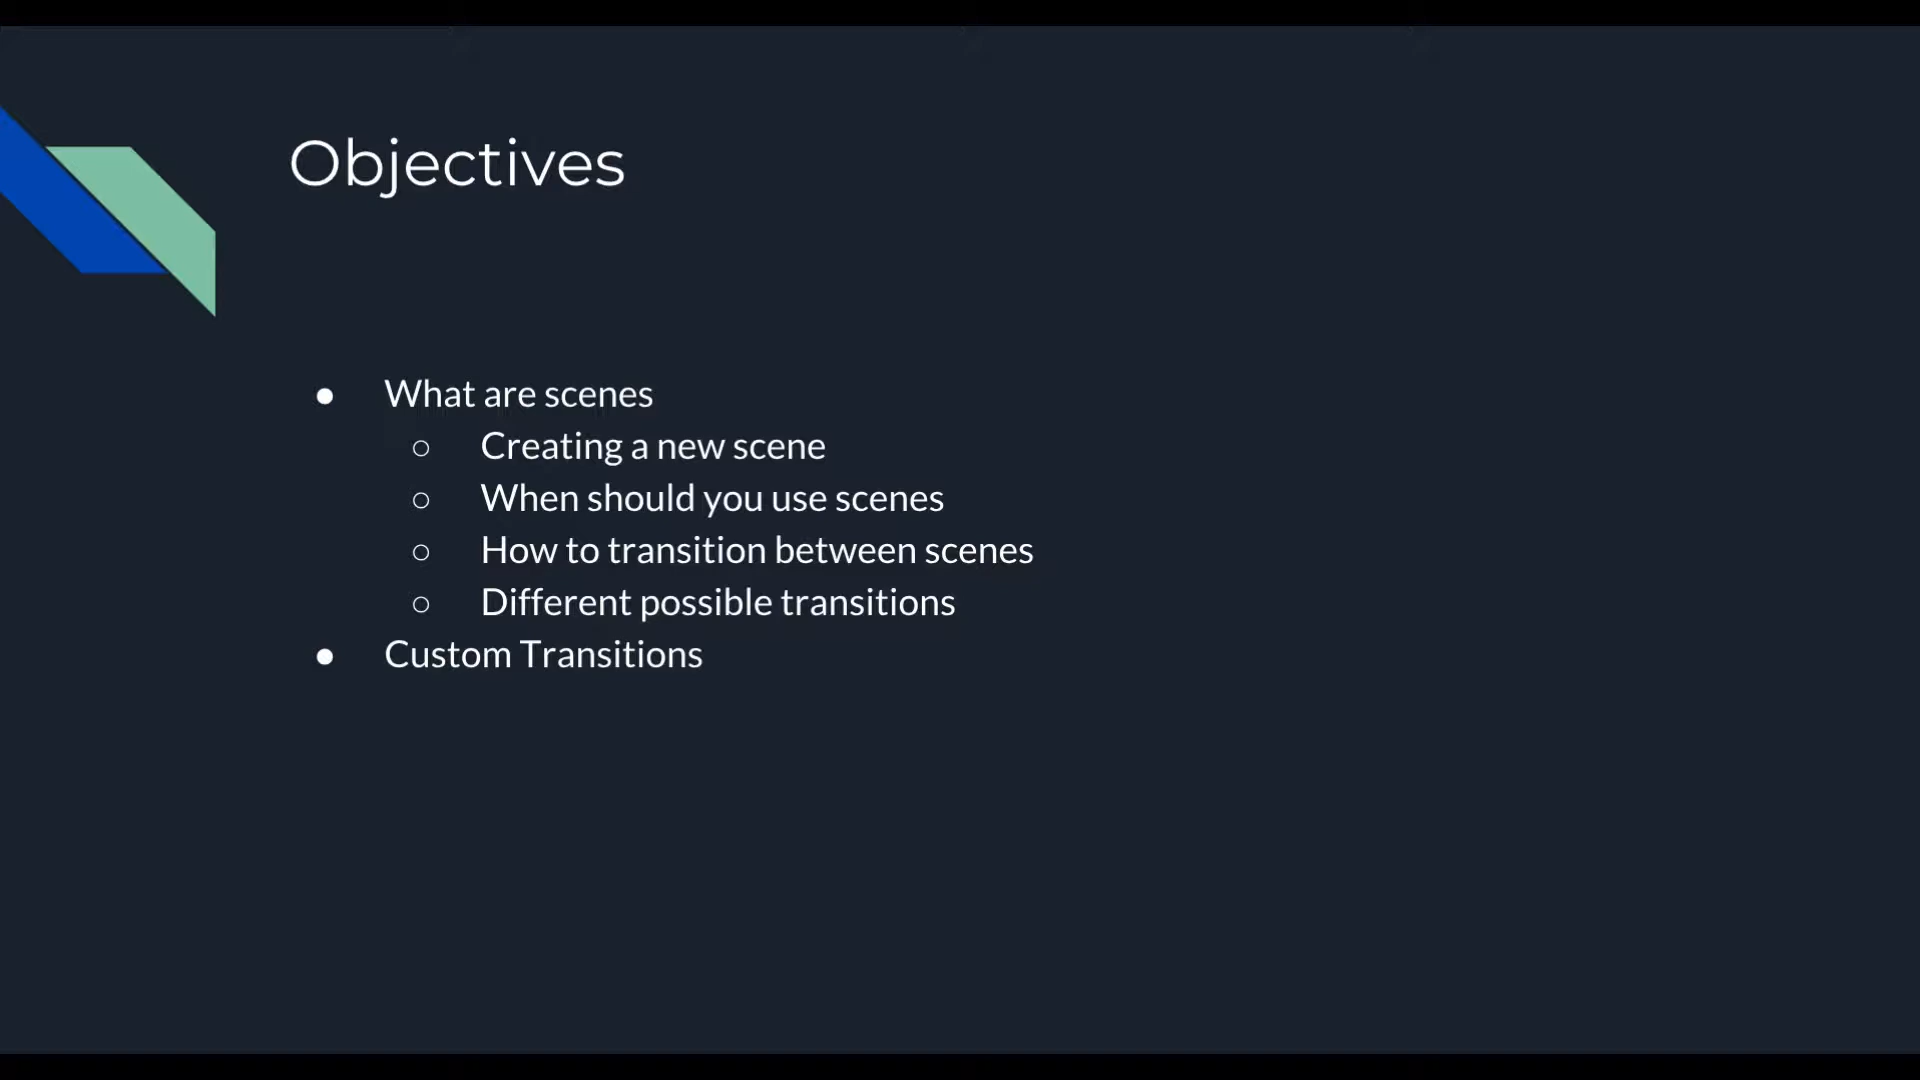 Objectives
● What are scenes
○ Creating a new scene
○ When should you use scenes
○ How to transition between scenes
○ Different possible transitions
● Custom Transitions